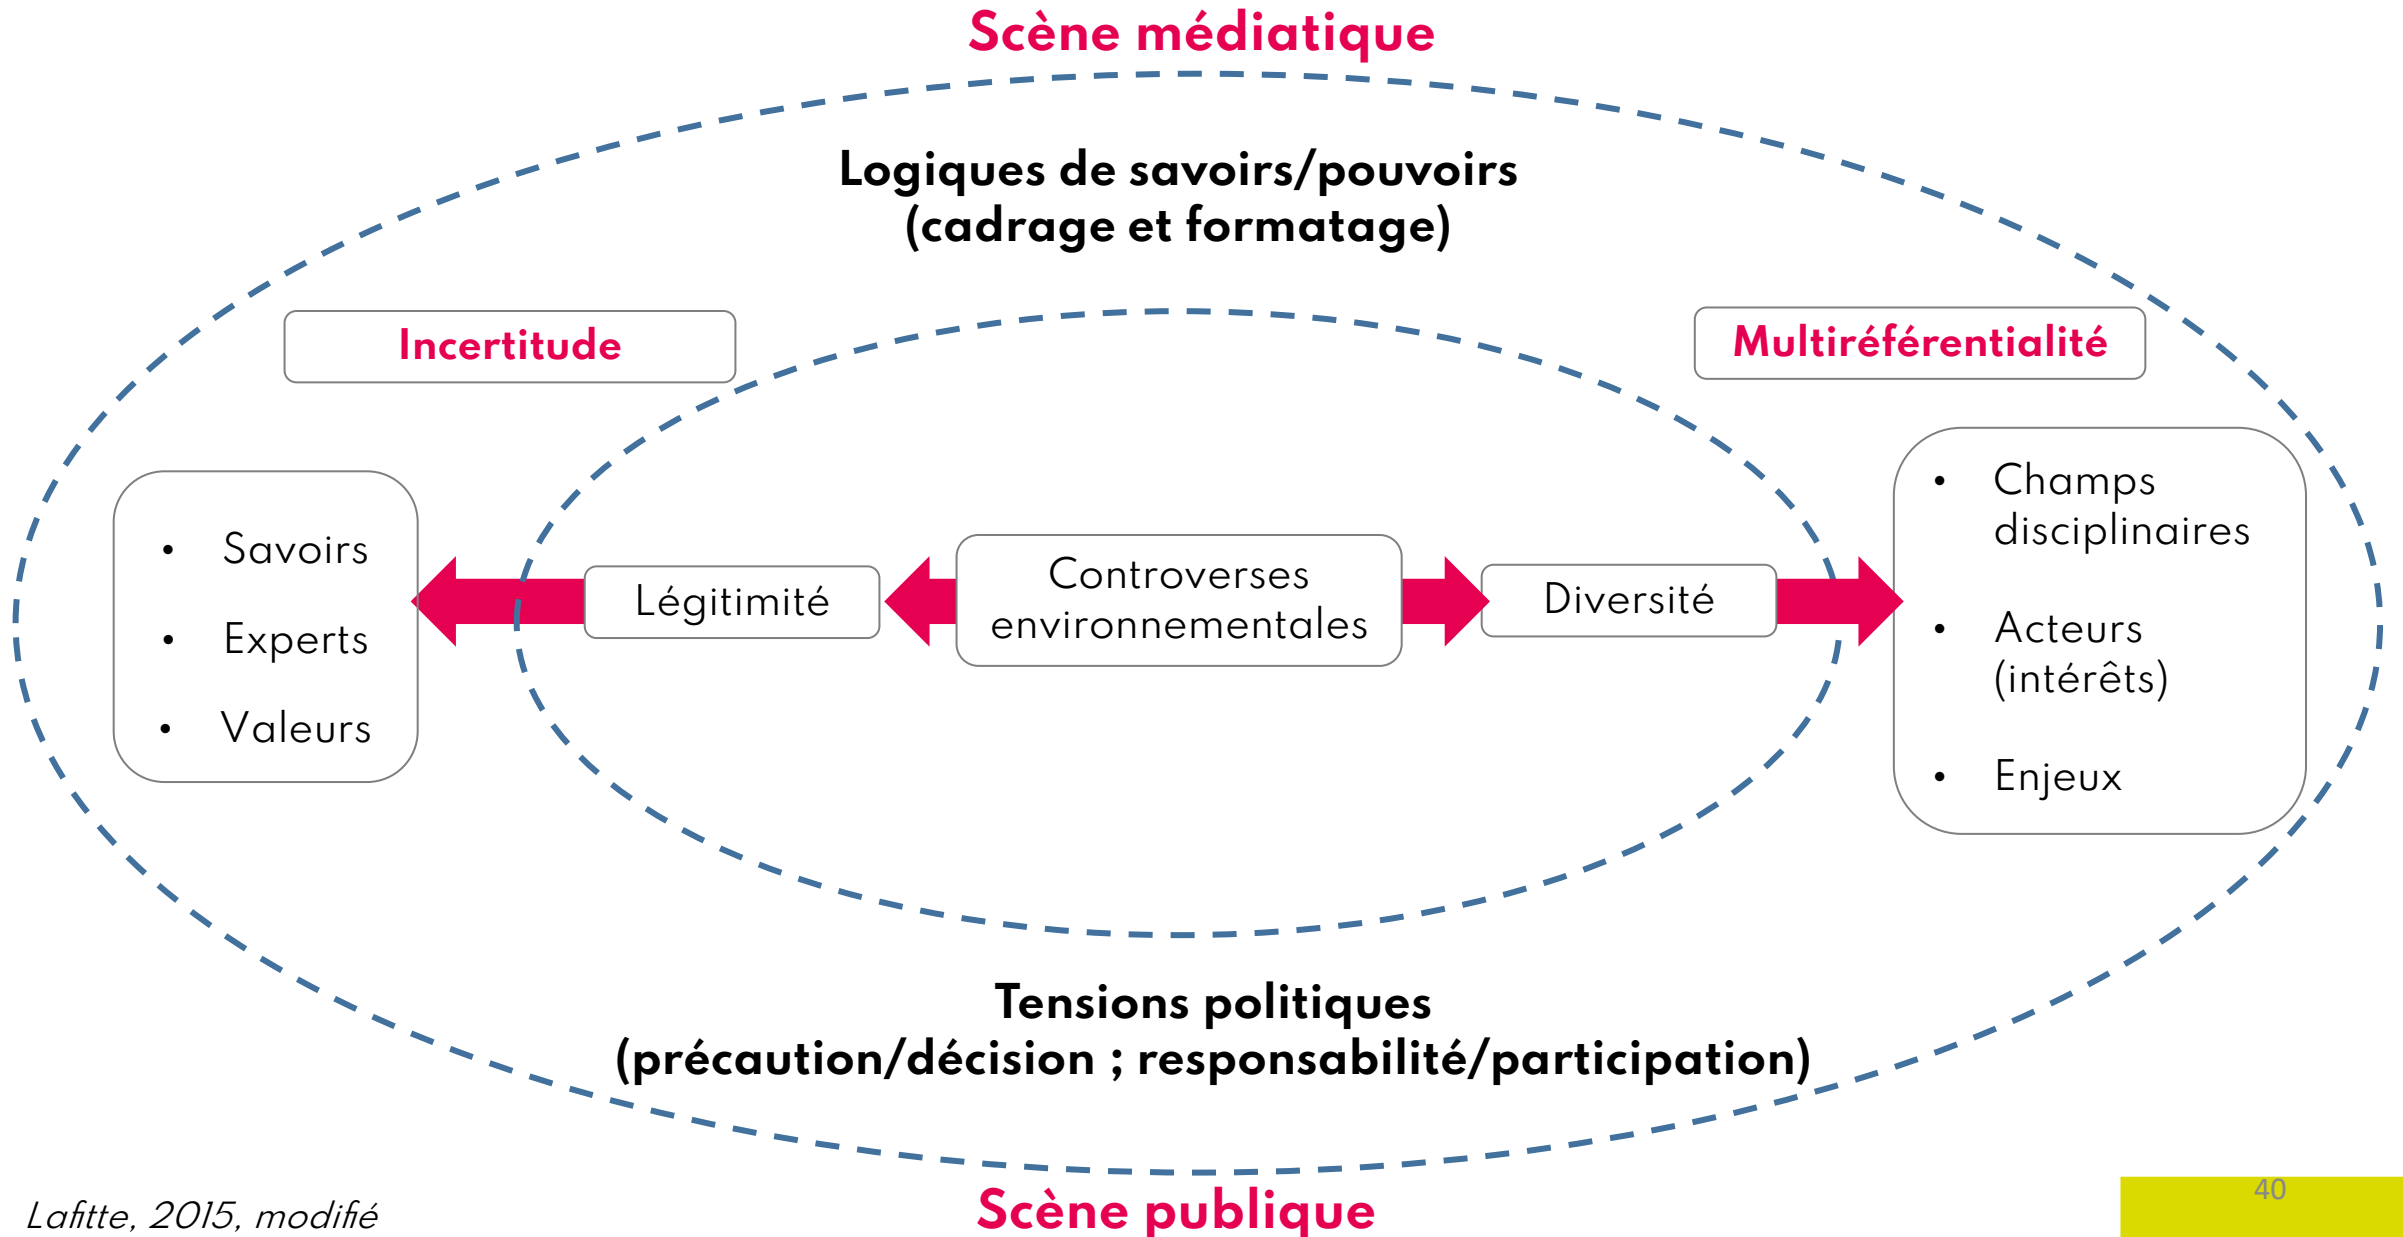 Scène médiatique
Logiques de savoirs/pouvoirs
(cadrage et formatage)
Incertitude
Multiréférentialité
• Savoirs
• Experts
• Valeurs
Légitimité
Controverses
environnementales
Diversité
• Champs
disciplinaires
• Acteurs
(intérêts)
• Enjeux
Tensions politiques
(précaution/décision ; responsabilité/participation)
Scène publique
Lafitte, 2015, modifié
40